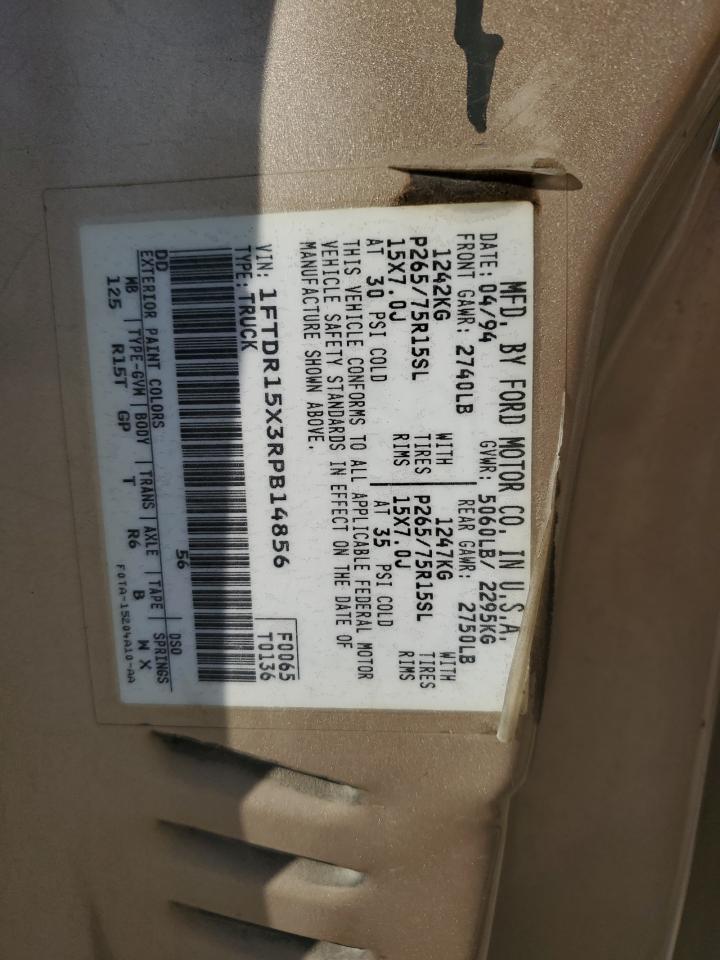 MFD. BY FORD MOTOR CO. IN U.S.A.
DATE: 04/94 GVWR: 5060LB/ 2295KG
FRONT GAWR: 2740LB REAR GAWR: 2750LB
1242KG WITH 1247KG WITH
P265/75R15SL TIRES P265/75R15SL TIRES
15X7.0J RIMS 15X7.0J RIMS
AT 30 PSI COLD AT 35 PSI COLD
THIS VEHICLE CONFORMS TO ALL APPLICABLE FEDERAL MOTOR
VEHICLE SAFETY STANDARDS IN EFFECT ON THE DATE OF
MANUFACTURE SHOWN ABOVE.
VIN: 1FTDR15X3RPB14856 F0065
TYPE: TRUCK T0136
DD 56 DSO
EXTERIOR PAINT COLORS
WB TYPE-GVW BODY TRANS AXLE TAPE SPRINGS
125 R15T GP T R6 B W X
F0TA-15204A10-AA